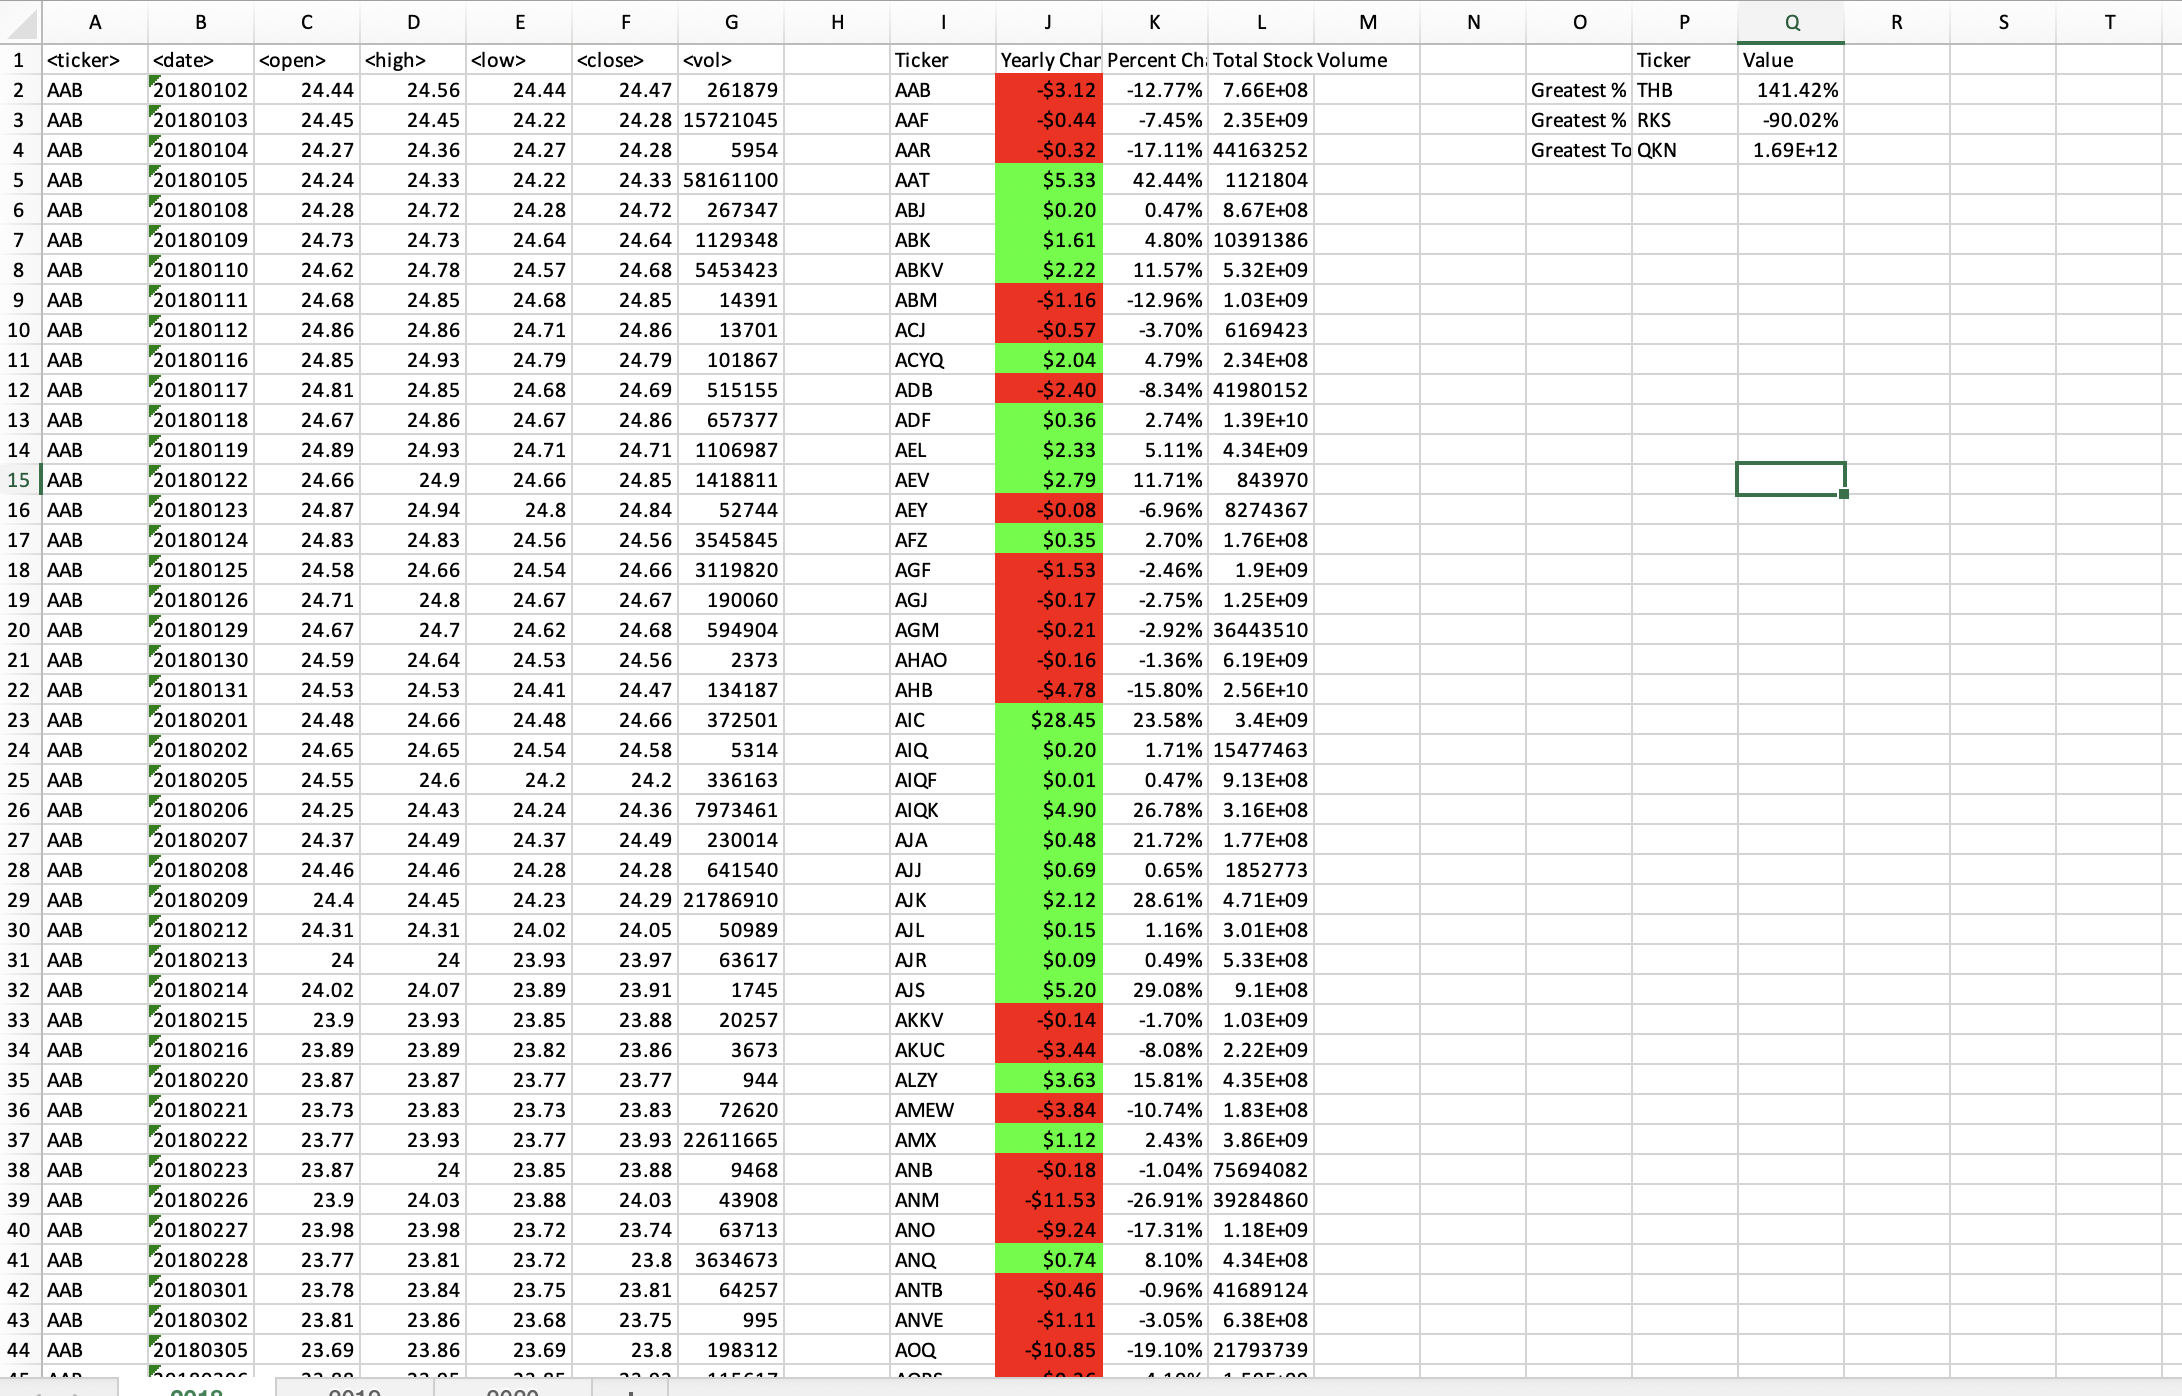 A B C D E F G H I J K L M N O P Q R S T
1 <ticker> <date> <open> <high> <low> <close> <vol> Ticker Yearly Char Percent Ch Total Stock Volume Ticker Value
2 AAB 20180102 24.44 24.56 24.44 24.47 261879 AAB -$3.12 -12.77% 7.66E+08 Greatest % THB 141.42%
3 AAB 20180103 24.45 24.45 24.22 24.28 15721045 AAF -$0.44 -7.45% 2.35E+09 Greatest % RKS -90.02%
4 AAB 20180104 24.27 24.36 24.27 24.28 5954 AAR -$0.32 -17.11% 44163252 Greatest To QKN 1.69E+12
5 AAB 20180105 24.24 24.33 24.22 24.33 58161100 AAT $5.33 42.44% 1121804
6 AAB 20180108 24.28 24.72 24.28 24.72 267347 ABJ $0.20 0.47% 8.67E+08
7 AAB 20180109 24.73 24.73 24.64 24.64 1129348 ABK $1.61 4.80% 10391386
8 AAB 20180110 24.62 24.78 24.57 24.68 5453423 ABKV $2.22 11.57% 5.32E+09
9 AAB 20180111 24.68 24.85 24.68 24.85 14391 ABM -$1.16 -12.96% 1.03E+09
10 AAB 20180112 24.86 24.86 24.71 24.86 13701 ACJ -$0.57 -3.70% 6169423
11 AAB 20180116 24.85 24.93 24.79 24.79 101867 ACYQ $2.04 4.79% 2.34E+08
12 AAB 20180117 24.81 24.85 24.68 24.69 515155 ADB -$2.40 -8.34% 41980152
13 AAB 20180118 24.67 24.86 24.67 24.86 657377 ADF $0.36 2.74% 1.39E+10
14 AAB 20180119 24.89 24.93 24.71 24.71 1106987 AEL $2.33 5.11% 4.34E+09
15 AAB 20180122 24.66 24.9 24.66 24.85 1418811 AEV $2.79 11.71% 843970
16 AAB 20180123 24.87 24.94 24.8 24.84 52744 AEY -$0.08 -6.96% 8274367
17 AAB 20180124 24.83 24.83 24.56 24.56 3545845 AFZ $0.35 2.70% 1.76E+08
18 AAB 20180125 24.58 24.66 24.54 24.66 3119820 AGF -$1.53 -2.46% 1.9E+09
19 AAB 20180126 24.71 24.8 24.67 24.67 190060 AGJ -$0.17 -2.75% 1.25E+09
20 AAB 20180129 24.67 24.7 24.62 24.68 594904 AGM -$0.21 -2.92% 36443510
21 AAB 20180130 24.59 24.64 24.53 24.56 2373 AHAO -$0.16 -1.36% 6.19E+09
22 AAB 20180131 24.53 24.53 24.41 24.47 134187 AHB -$4.78 -15.80% 2.56E+10
23 AAB 20180201 24.48 24.66 24.48 24.66 372501 AIC $28.45 23.58% 3.4E+09
24 AAB 20180202 24.65 24.65 24.54 24.58 5314 AIQ $0.20 1.71% 15477463
25 AAB 20180205 24.55 24.6 24.2 24.2 336163 AIQF $0.01 0.47% 9.13E+08
26 AAB 20180206 24.25 24.43 24.24 24.36 7973461 AIQK $4.90 26.78% 3.16E+08
27 AAB 20180207 24.37 24.49 24.37 24.49 230014 AJA $0.48 21.72% 1.77E+08
28 AAB 20180208 24.46 24.46 24.28 24.28 641540 AJJ $0.69 0.65% 1852773
29 AAB 20180209 24.4 24.45 24.23 24.29 21786910 AJK $2.12 28.61% 4.71E+09
30 AAB 20180212 24.31 24.31 24.02 24.05 50989 AJL $0.15 1.16% 3.01E+08
31 AAB 20180213 24 24 23.93 23.97 63617 AJR $0.09 0.49% 5.33E+08
32 AAB 20180214 24.02 24.07 23.89 23.91 1745 AJS $5.20 29.08% 9.1E+08
33 AAB 20180215 23.9 23.93 23.85 23.88 20257 AKKV -$0.14 -1.70% 1.03E+09
34 AAB 20180216 23.89 23.89 23.82 23.86 3673 AKUC -$3.44 -8.08% 2.22E+09
35 AAB 20180220 23.87 23.87 23.77 23.77 944 ALZY $3.63 15.81% 4.35E+08
36 AAB 20180221 23.73 23.83 23.73 23.83 72620 AMEW -$3.84 -10.74% 1.83E+08
37 AAB 20180222 23.77 23.93 23.77 23.93 22611665 AMX $1.12 2.43% 3.86E+09
38 AAB 20180223 23.87 24 23.85 23.88 9468 ANB -$0.18 -1.04% 75694082
39 AAB 20180226 23.9 24.03 23.88 24.03 43908 ANM -$11.53 -26.91% 39284860
40 AAB 20180227 23.98 23.98 23.72 23.74 63713 ANO -$9.24 -17.31% 1.18E+09
41 AAB 20180228 23.77 23.81 23.72 23.8 3634673 ANQ $0.74 8.10% 4.34E+08
42 AAB 20180301 23.78 23.84 23.75 23.81 64257 ANTB -$0.46 -0.96% 41689124
43 AAB 20180302 23.81 23.86 23.68 23.75 995 ANVE -$1.11 -3.05% 6.38E+08
44 AAB 20180305 23.69 23.86 23.69 23.8 198312 AOQ -$10.85 -19.10% 21793739
2018 2019 2020